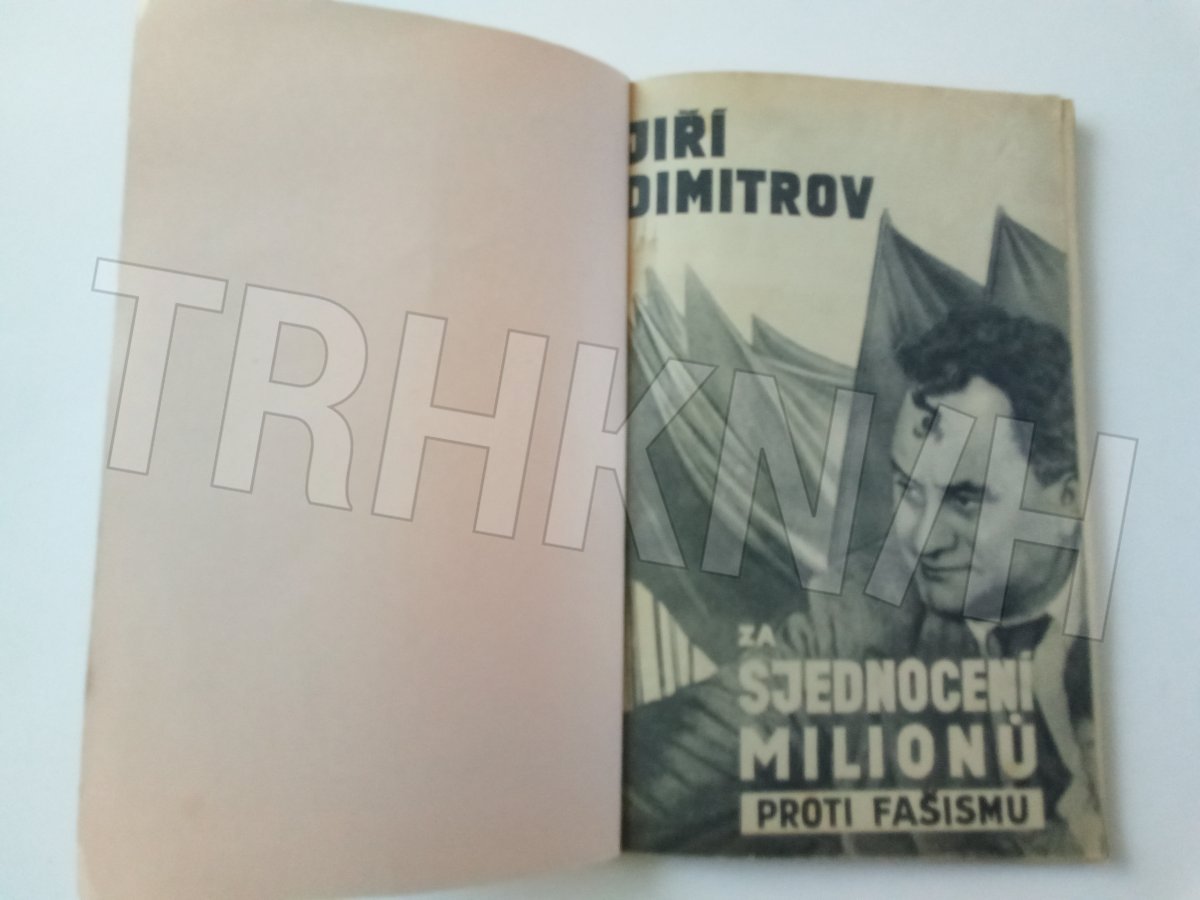 JIŘÍ
DIMITROV
TRHKNIH
ZA
SJEDNOCENÍ
MILIONŮ
PROTI FAŠISMU